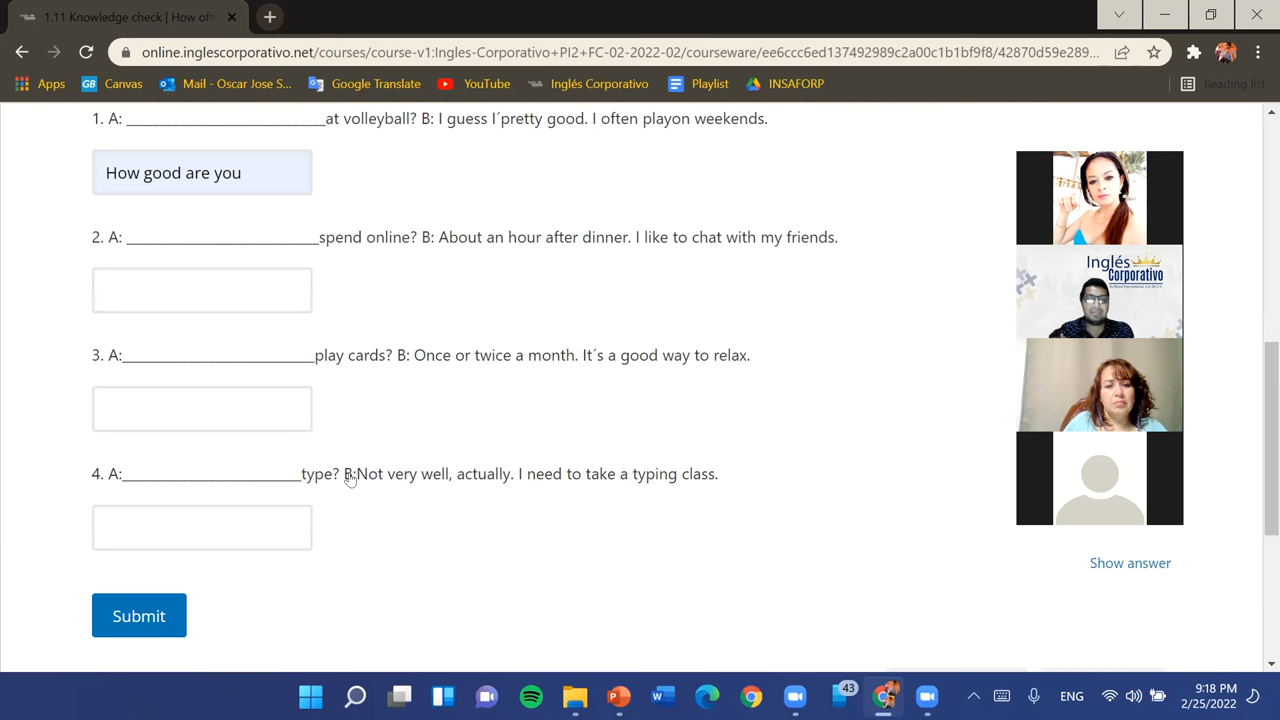 1.11 Knowledge check | How oft
online.inglescorporativo.net/courses/course-v1:Ingles-Corporativo+PI2+FC-02-2022-02/courseware/ee6ccc6ed137492989c2a00c1b1bf9f8/42870d59e289...
Apps
Canvas
Mail - Oscar Jose S...
Google Translate
YouTube
Inglés Corporativo
Playlist
INSAFORP
Reading list
1. A: ___________________________at volleyball? B: I guess I´pretty good. I often playon weekends.
How good are you
2. A: __________________________spend online? B: About an hour after dinner. I like to chat with my friends.
3. A:__________________________play cards? B: Once or twice a month. It´s a good way to relax.
4. A:________________________type? B:Not very well, actually. I need to take a typing class.
Inglés
Corporativo
Show answer
Submit
43
ENG
9:18 PM
2/25/2022